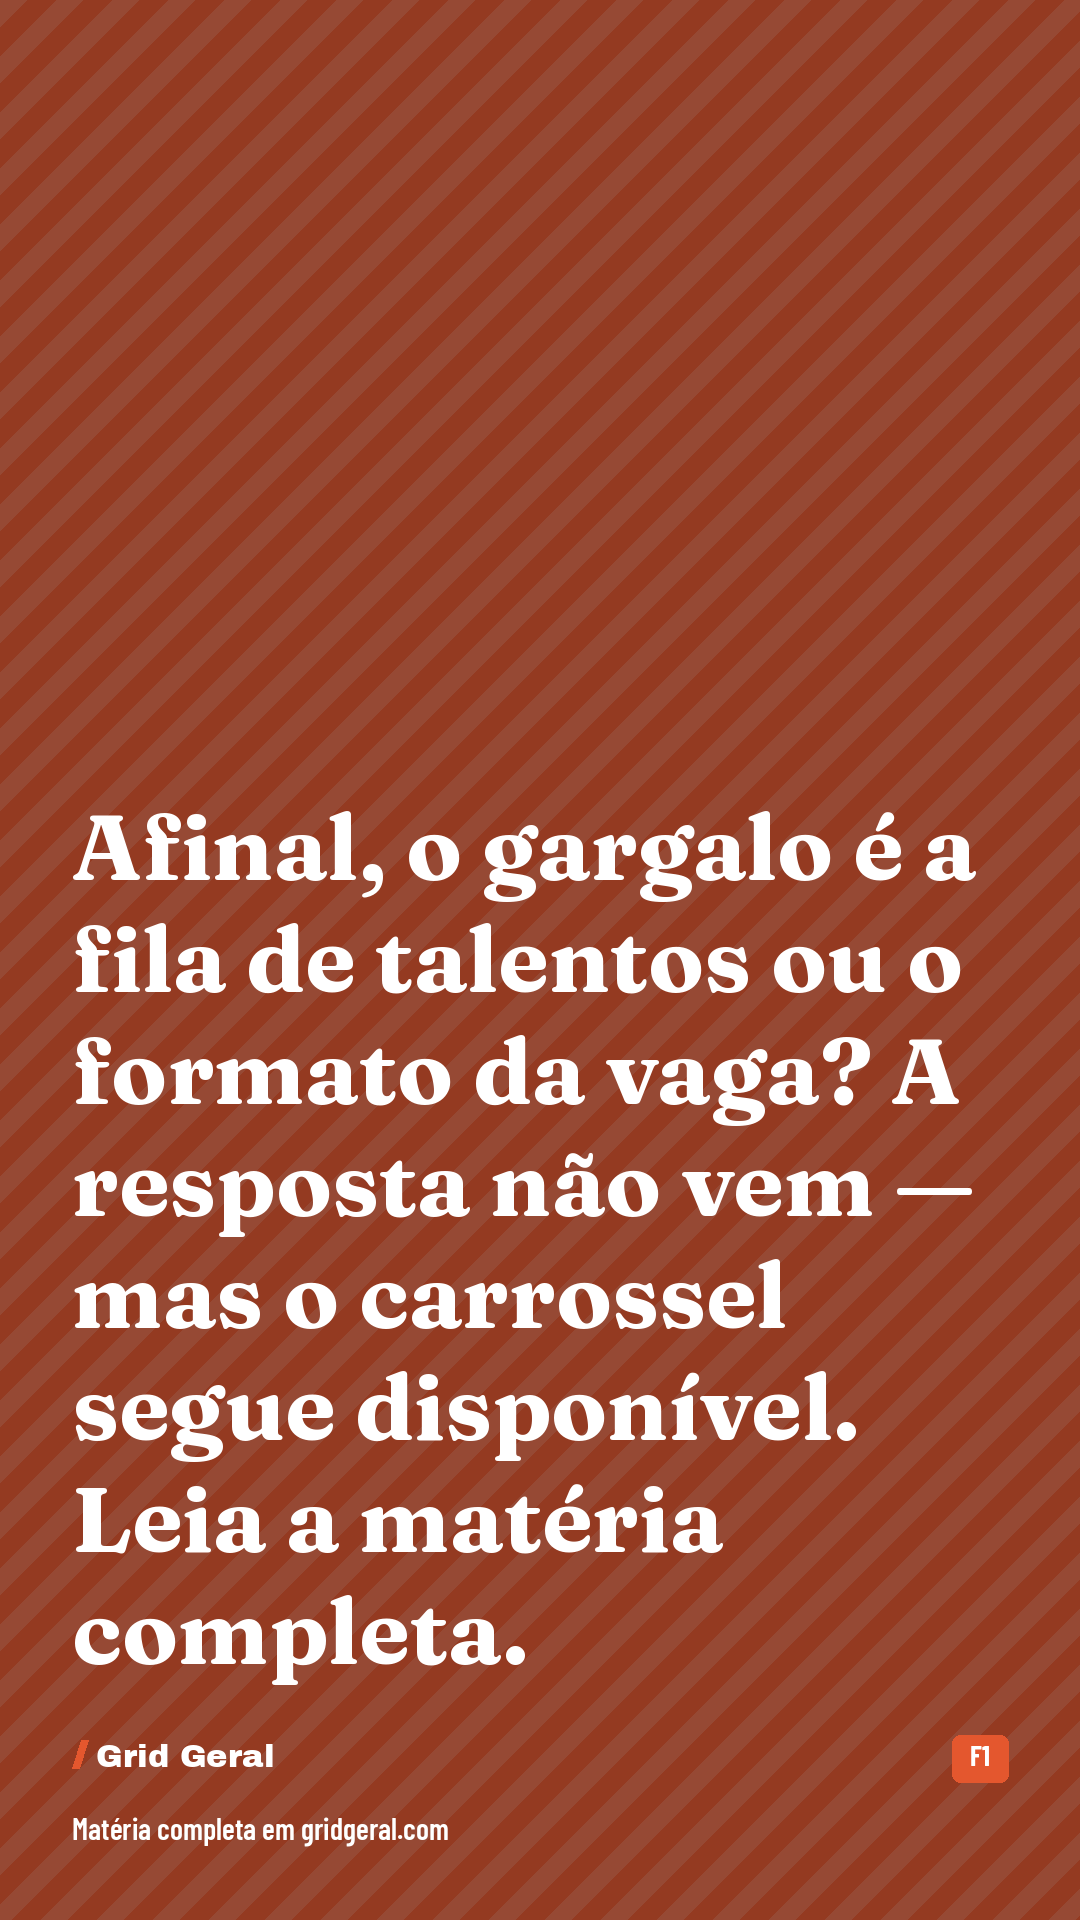 Afinal, o gargalo é a
fila de talentos ou o
formato da vaga? A
resposta não vem —
mas o carrossel
segue disponível.
Leia a matéria
completa.
/ Grid Geral
F1
Matéria completa em gridgeral.com